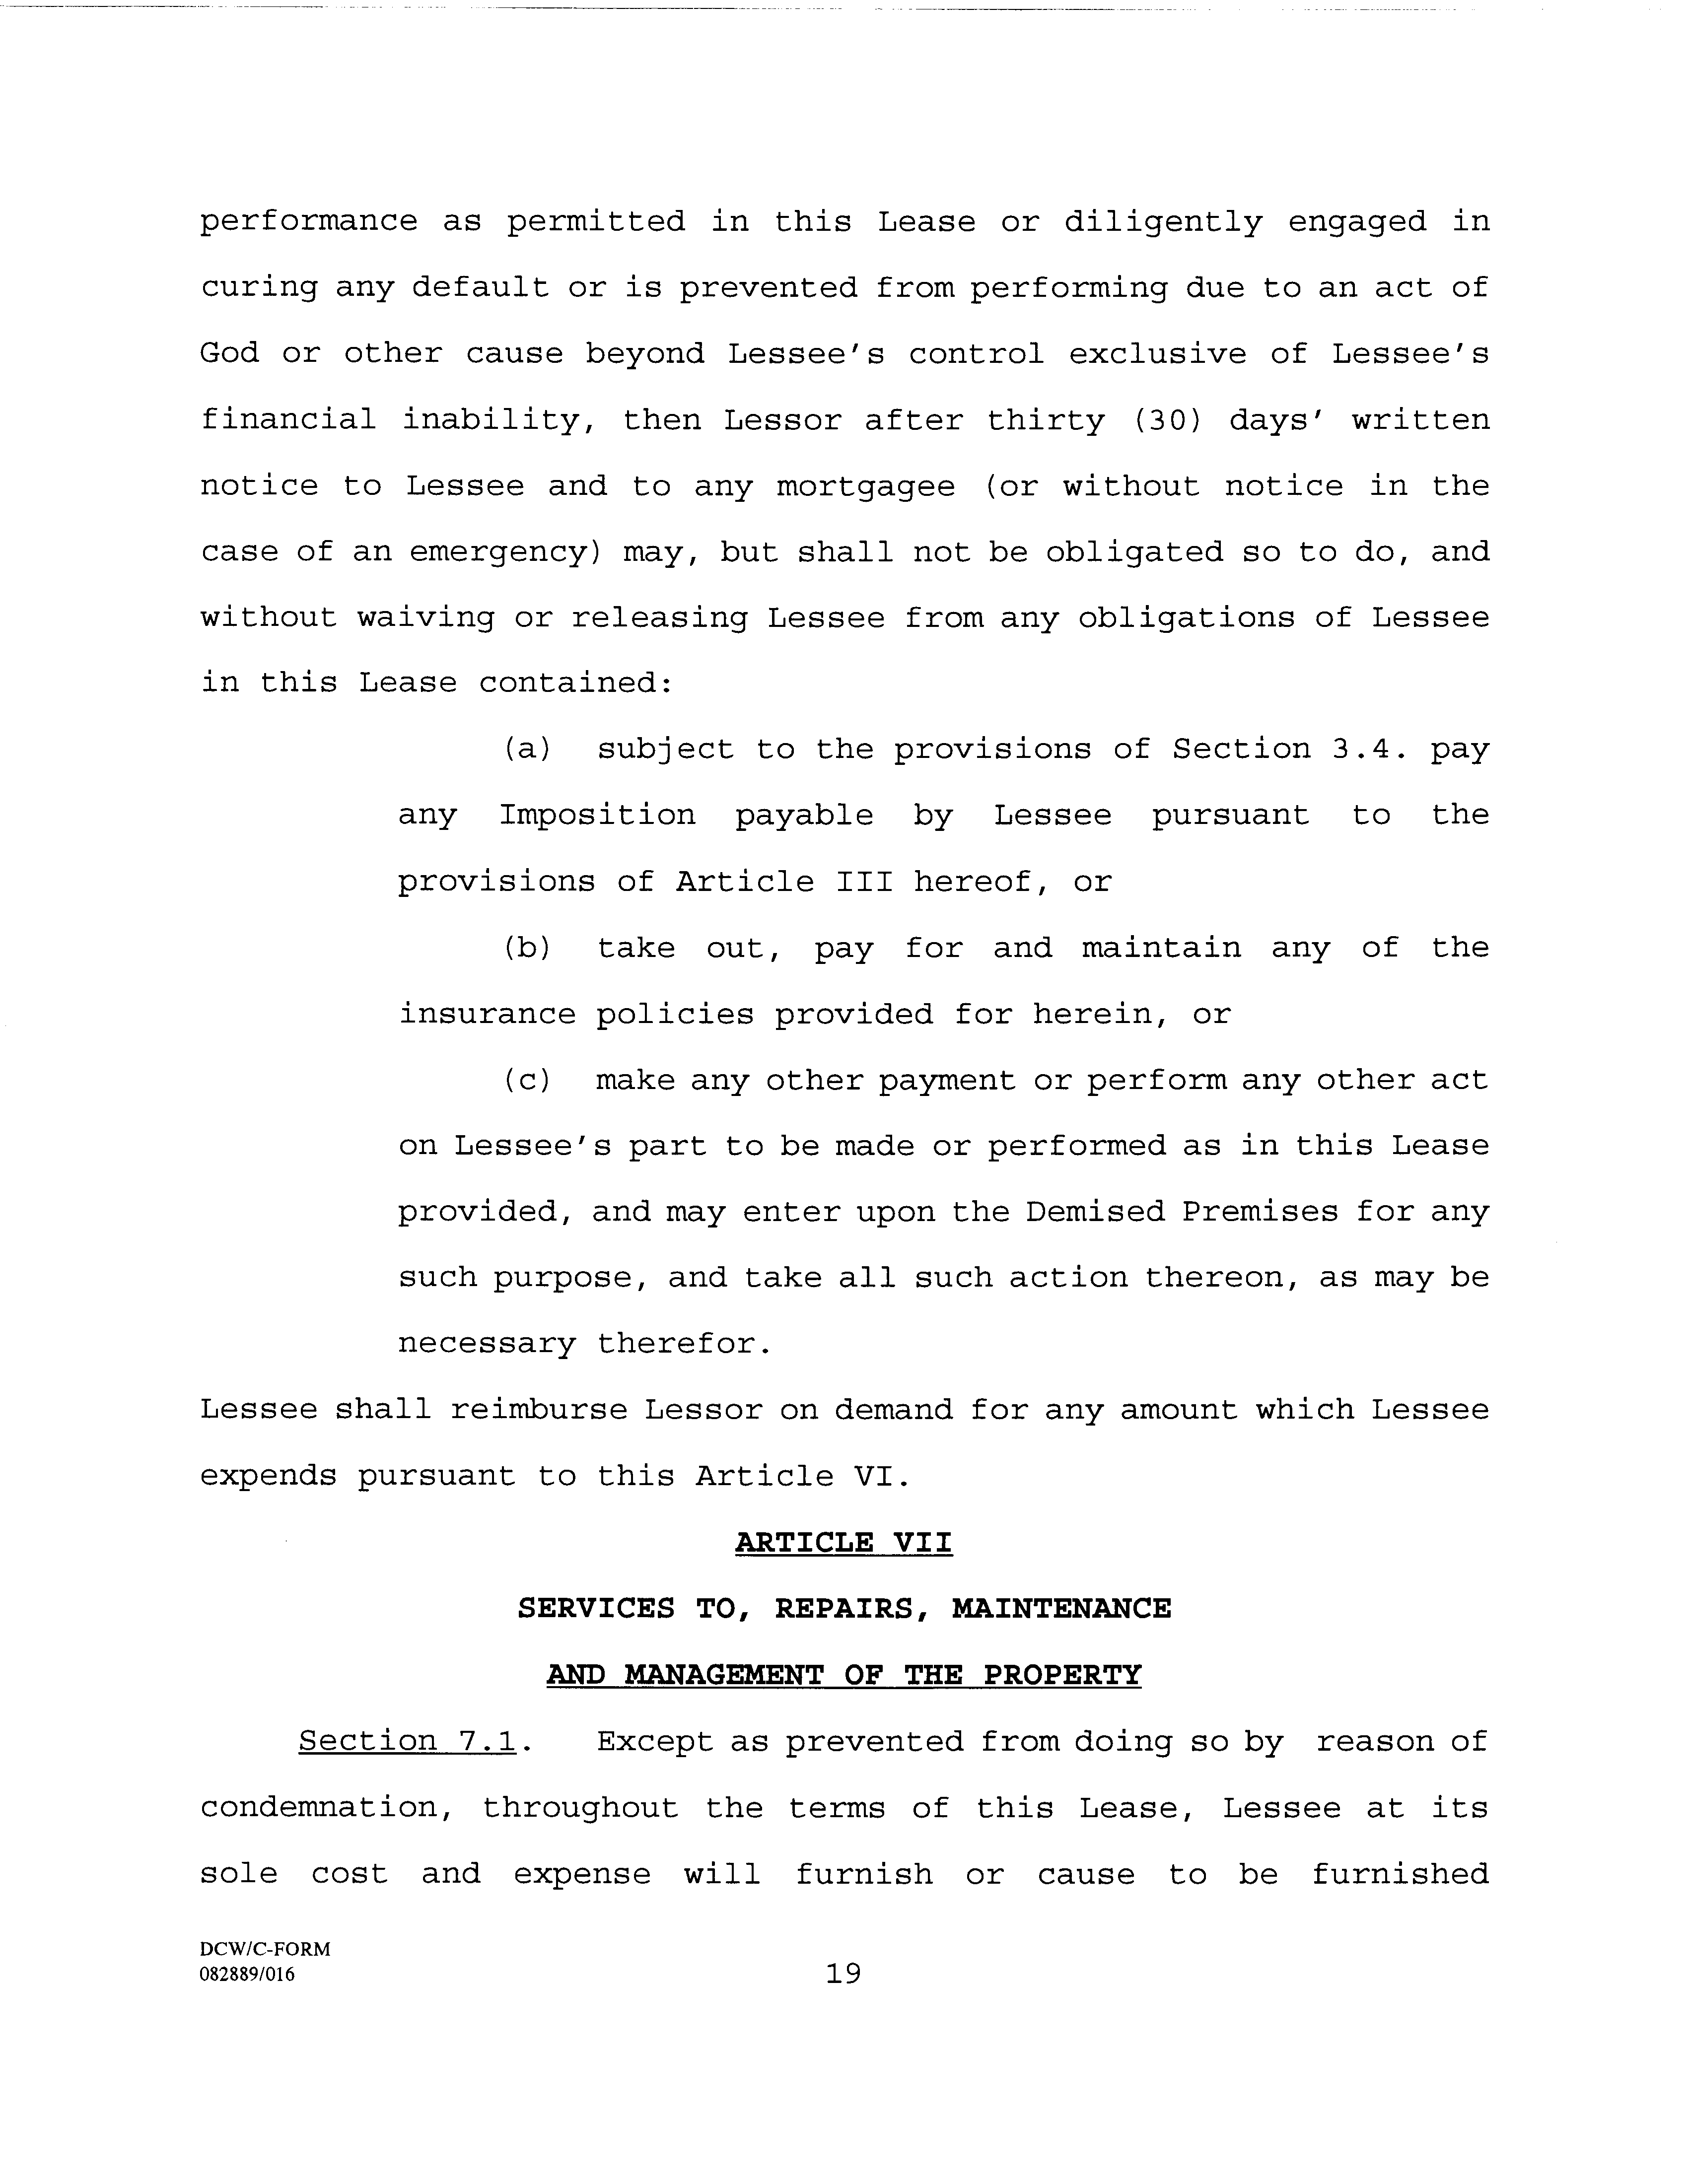 performance as permitted in this Lease or diligently engaged in
curing any default or is prevented from performing due to an act of
God or other cause beyond Lessee's control exclusive of Lessee's
financial inability, then Lessor after thirty (30) days' written
notice to Lessee and to any mortgagee (or without notice in the
case of an emergency) may, but shall not be obligated so to do, and
without waiving or releasing Lessee from any obligations of Lessee
in this Lease contained:
(a) subject to the provisions of Section 3.4. pay
any Imposition payable by Lessee pursuant to the
provisions of Article III hereof, or
(b) take out, pay for and maintain any of the
insurance policies provided for herein, or
(c) make any other payment or perform any other act
on Lessee's part to be made or performed as in this Lease
provided, and may enter upon the Demised Premises for any
such purpose, and take all such action thereon, as may be
necessary therefor.
Lessee shall reimburse Lessor on demand for any amount which Lessee
expends pursuant to this Article VI.
ARTICLE VII
SERVICES TO, REPAIRS, MAINTENANCE
AND MANAGEMENT OF THE PROPERTY
Section 7.1. Except as prevented from doing so by reason of
condemnation, throughout the terms of this Lease, Lessee at its
sole cost and expense will furnish or cause to be furnished
DCW/C-FORM
082889/016
19